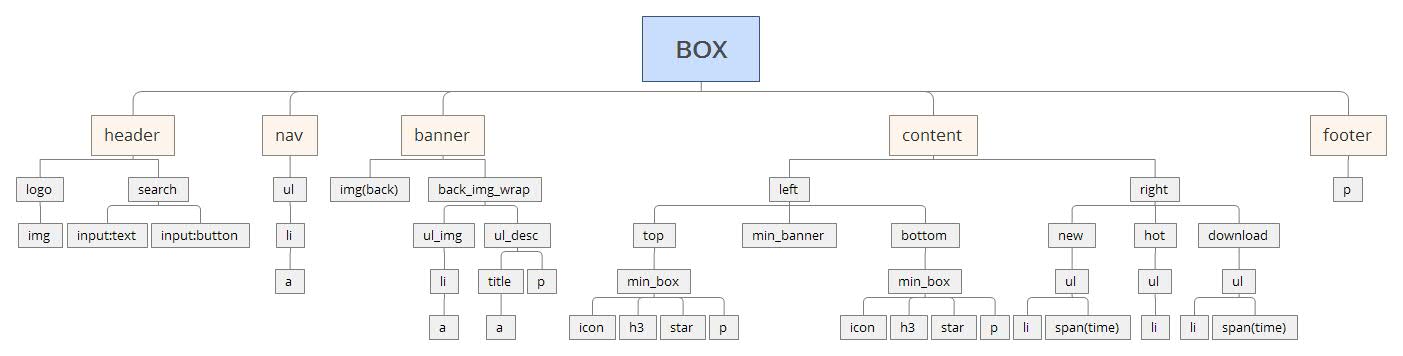 BOX
header
nav
banner
content
footer
logo
search
ul
img(back)
back_img_wrap
left
right
p
img
input:text
input:button
li
ul_img
ul_desc
top
min_banner
bottom
new
hot
download
a
li
title
p
min_box
min_box
ul
ul
ul
a
a
icon
h3
star
p
icon
h3
star
p
li
span(time)
li
li
span(time)